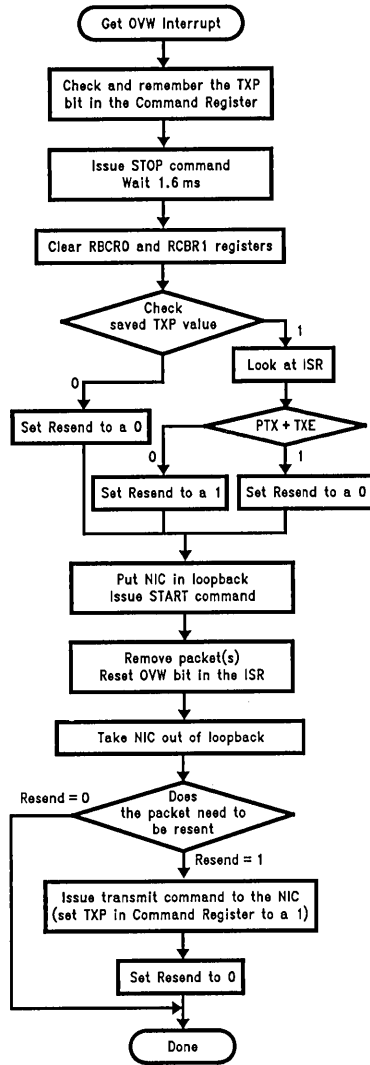 Get OVW Interrupt
Check and remember the TXP
bit in the Command Register
Issue STOP command
Wait 1.6 ms
Clear RBCR0 and RCBR1 registers
Check
saved TXP value
1
0
Look at ISR
Set Resend to a 0
PTX + TXE
0
1
Set Resend to a 1
Set Resend to a 0
Put NIC in loopback
Issue START command
Remove packet(s)
Reset OVW bit in the ISR
Take NIC out of loopback
Resend = 0
Does
the packet need to
be resent
Resend = 1
Issue transmit command to the NIC
(set TXP in Command Register to a 1)
Set Resend to 0
Done